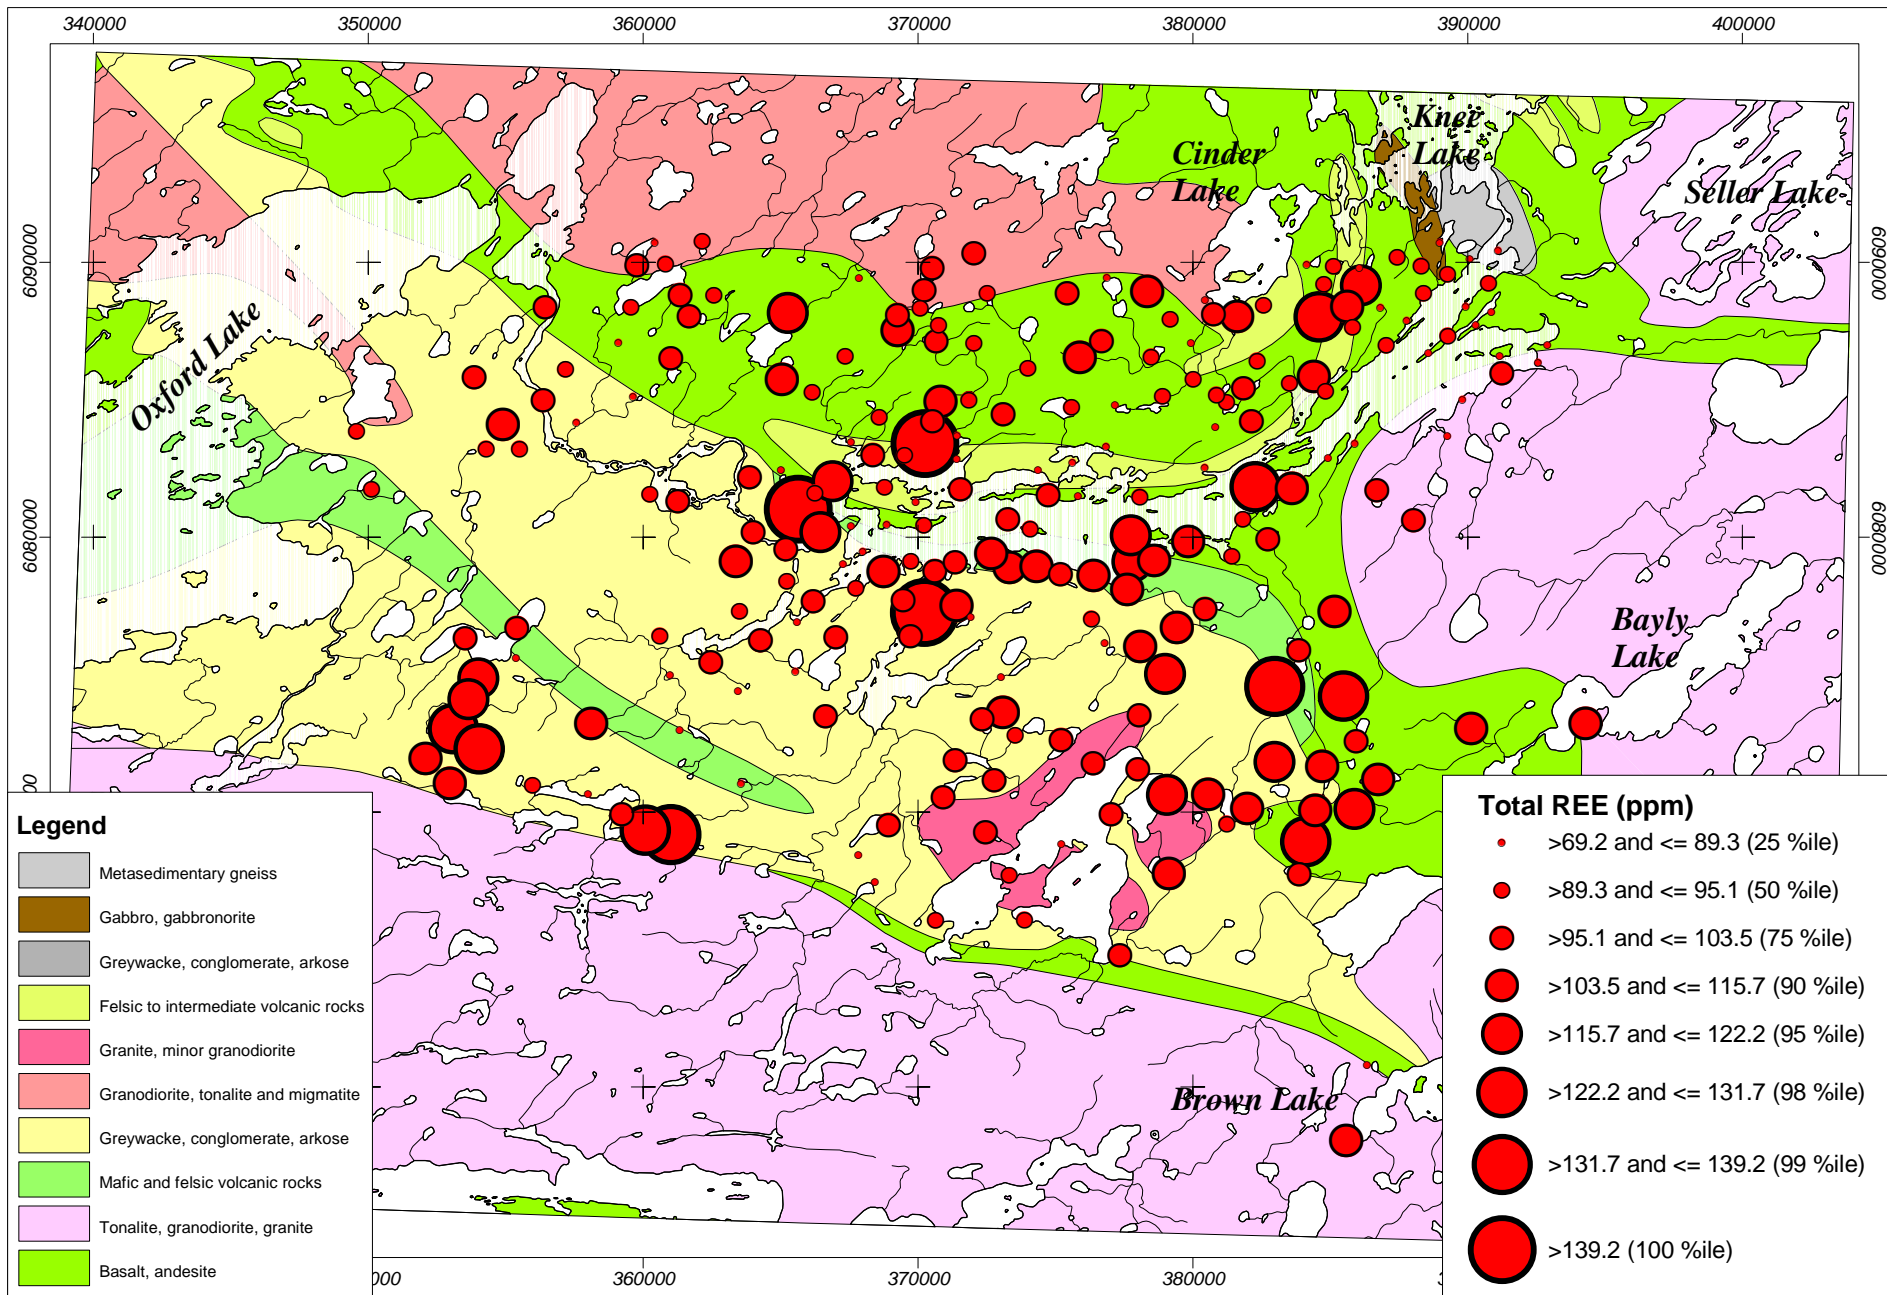 340000
350000
360000
370000
380000
390000
400000
Knee
Lake
Cinder
Lake
Seller Lake
6090000
6090000
Oxford Lake
6080000
6080000
Bayly
Lake
00
Legend
Metasedimentary gneiss
Gabbro, gabbronorite
Greywacke, conglomerate, arkose
Felsic to intermediate volcanic rocks
Granite, minor granodiorite
Granodiorite, tonalite and migmatite
Greywacke, conglomerate, arkose
Mafic and felsic volcanic rocks
Tonalite, granodiorite, granite
Basalt, andesite
Total REE (ppm)
>69.2 and <= 89.3 (25 %ile)
>89.3 and <= 95.1 (50 %ile)
>95.1 and <= 103.5 (75 %ile)
>103.5 and <= 115.7 (90 %ile)
>115.7 and <= 122.2 (95 %ile)
>122.2 and <= 131.7 (98 %ile)
>131.7 and <= 139.2 (99 %ile)
>139.2 (100 %ile)
Brown Lake
000
360000
370000
380000